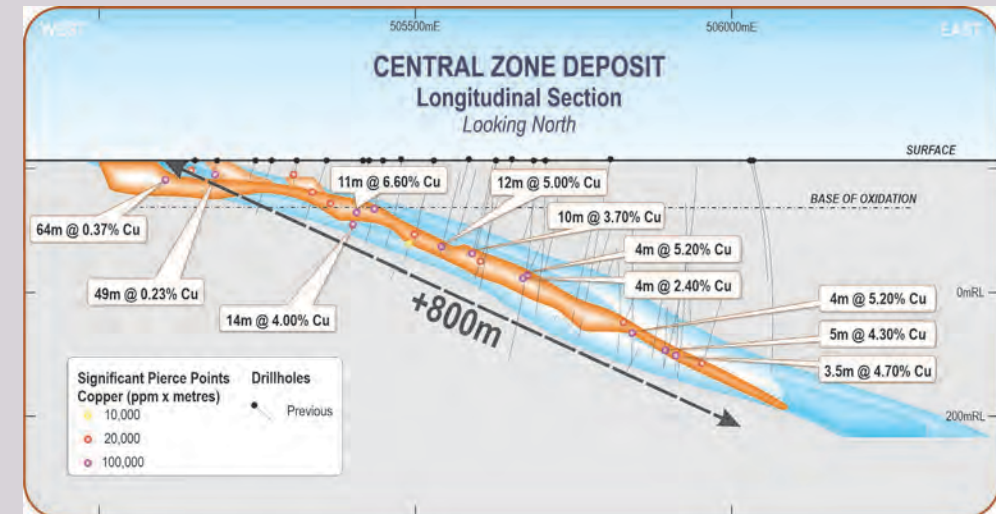 WEST
505500mE
506000mE
EAST
CENTRAL ZONE DEPOSIT
Longitudinal Section
Looking North
SURFACE
11m @ 6.60% Cu
12m @ 5.00% Cu
BASE OF OXIDATION
10m @ 3.70% Cu
64m @ 0.37% Cu
4m @ 5.20% Cu
49m @ 0.23% Cu
4m @ 2.40% Cu
0mRL
14m @ 4.00% Cu
+800m
4m @ 5.20% Cu
5m @ 4.30% Cu
3.5m @ 4.70% Cu
Significant Pierce Points
Copper (ppm x metres)
10,000
20,000
100,000
Drillholes
Previous
200mRL